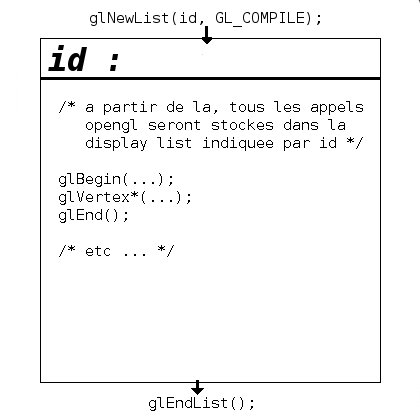 glNewList(id, GL_COMPILE);
id :
/* a partir de la, tous les appels
opengl seront stockes dans la
display list indiquee par id */
glBegin(...);
glVertex*(...);
glEnd();
/* etc ... */
glEndList();